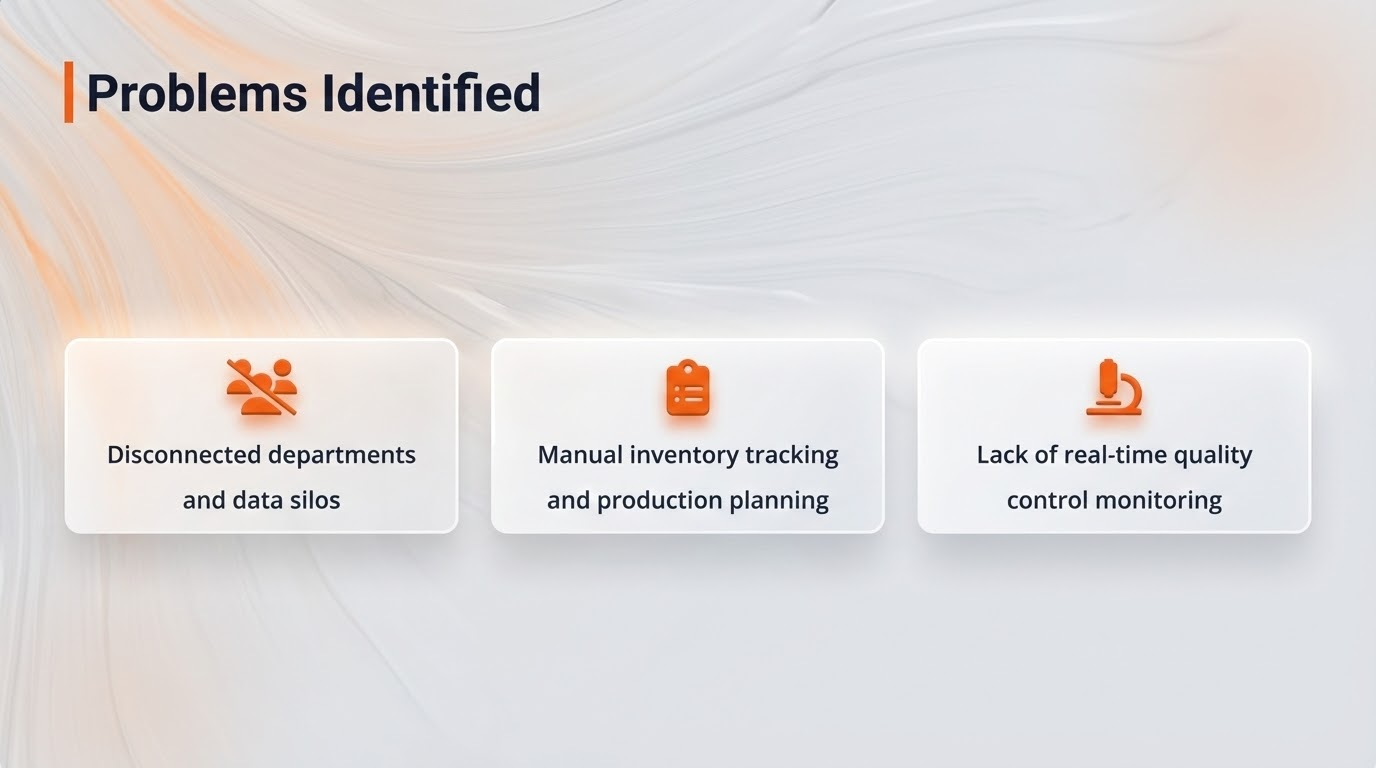 Problems Identified
Disconnected departments
and data silos
Manual inventory tracking
and production planning
Lack of real-time quality
control monitoring